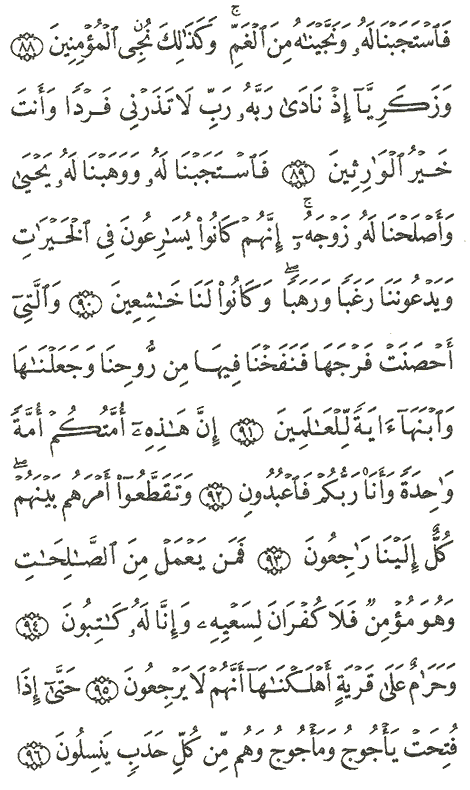 فَٱسْتَجَبْنَا لَهُۥ وَنَجَّيْنَٰهُ مِنَ ٱلْغَمِّ ۚ وَكَذَٰلِكَ نُۨجِى ٱلْمُؤْمِنِينَ ٨٨
وَزَكَرِيَّآ إِذْ نَادَىٰ رَبَّهُۥ رَبِّ لَا تَذَرْنِى فَرْدًا وَأَنتَ
خَيْرُ ٱلْوَٰرِثِينَ ٨٩ فَٱسْتَجَبْنَا لَهُۥ وَوَهَبْنَا لَهُۥ يَحْيَىٰ
وَأَصْلَحْنَا لَهُۥ زَوْجَهُۥٓ ۚ إِنَّهُمْ كَانُوا۟ يُسَٰرِعُونَ فِى ٱلْخَيْرَٰتِ
وَيَدْعُونَنَا رَغَبًا وَرَهَبًا ۖ وَكَانُوا۟ لَنَا خَٰشِعِينَ ٩٠ وَٱلَّتِىٓ
أَحْصَنَتْ فَرْجَهَا فَنَفَخْنَا فِيهَا مِن رُّوحِنَا وَجَعَلْنَٰهَا
وَٱبْنَهَآ ءَايَةً لِّلْعَٰلَمِينَ ٩١ إِنَّ هَٰذِهِۦٓ أُمَّتُكُمْ أُمَّةً
وَٰحِدَةً وَأَنَا۠ رَبُّكُمْ فَٱعْبُدُونِ ٩٢ وَتَقَطَّعُوٓا۟ أَمْرَهُم بَيْنَهُمْ ۖ
كُلٌّ إِلَيْنَا رَٰجِعُونَ ٩٣ فَمَن يَعْمَلْ مِنَ ٱلصَّٰلِحَٰتِ
وَهُوَ مُؤْمِنٌ فَلَا كُفْرَانَ لِسَعْيِهِۦ وَإِنَّا لَهُۥ كَٰتِبُونَ ٩٤
وَحَرَٰمٌ عَلَىٰ قَرْيَةٍ أَهْلَكْنَٰهَآ أَنَّهُمْ لَا يَرْجِعُونَ ٩٥ حَتَّىٰٓ إِذَا
فُتِحَتْ يَأْجُوجُ وَمَأْجُوجُ وَهُم مِّن كُلِّ حَدَبٍ يَنسِلُونَ ٩٦